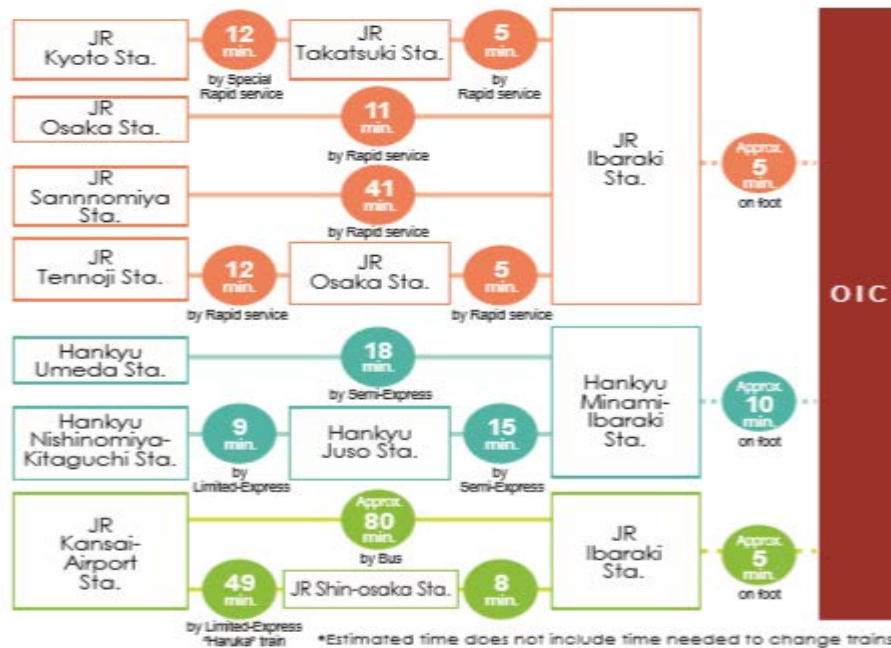 JR
Kyoto Sta.
12
min.
by Special
Rapid service
JR
Takatsuki Sta.
5
min.
by
Rapid service
JR
Osaka Sta.
11
min.
by Rapid service
JR
Sannnomiya
Sta.
41
min.
by Rapid service
JR
Tennoji Sta.
12
min.
by Rapid service
JR
Osaka Sta.
5
min.
by Rapid service
JR
Ibaraki
Sta.
Approx.
5
min.
on foot
Hankyu
Umeda Sta.
18
min.
by Semi-Express
Hankyu
Nishinomiya-
Kitaguchi Sta.
9
min.
by
Limited-Express
Hankyu
Juso Sta.
15
min.
by
Semi-Express
Hankyu
Minami-
Ibaraki
Sta.
Approx.
10
min.
on foot
JR
Kansai-
Airport
Sta.
Approx.
80
min.
by Bus
49
min.
by Limited-Express
"Haruka" train
JR Shin-osaka Sta.
8
min.
JR
Ibaraki
Sta.
Approx.
5
min.
on foot
OIC
*Estimated time does not include time needed to change trains